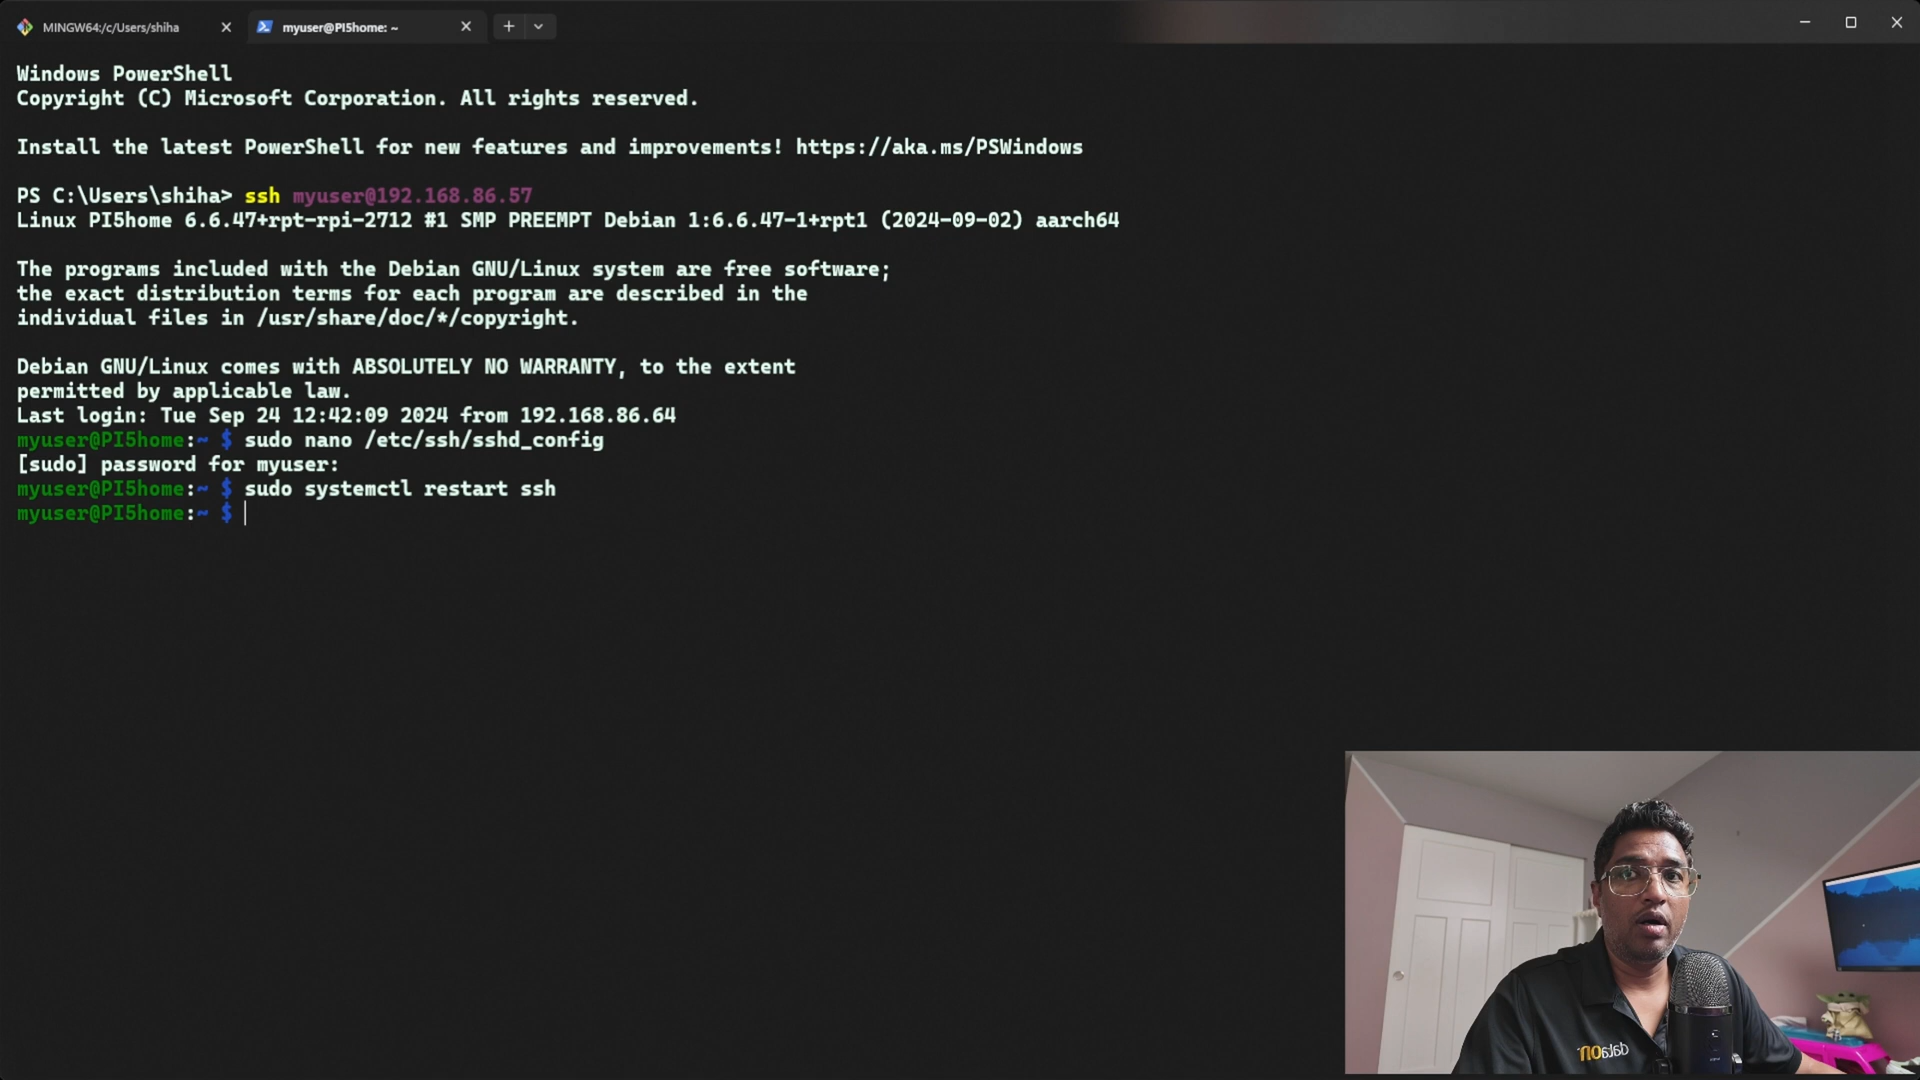 MINGW64:/c/Users/shiha
myuser@PI5home: ~
Windows PowerShell
Copyright (C) Microsoft Corporation. All rights reserved.
Install the latest PowerShell for new features and improvements! https://aka.ms/PSWindows
PS C:\Users\shiha> ssh myuser@192.168.86.57
Linux PI5home 6.6.47+rpt-rpi-2712 #1 SMP PREEMPT Debian 1:6.6.47-1+rpt1 (2024-09-02) aarch64
The programs included with the Debian GNU/Linux system are free software;
the exact distribution terms for each program are described in the
individual files in /usr/share/doc/*/copyright.
Debian GNU/Linux comes with ABSOLUTELY NO WARRANTY, to the extent
permitted by applicable law.
Last login: Tue Sep 24 12:42:09 2024 from 192.168.86.64
myuser@PI5home:~ $ sudo nano /etc/ssh/sshd_config
[sudo] password for myuser:
myuser@PI5home:~ $ sudo systemctl restart ssh
myuser@PI5home:~ $
dataON